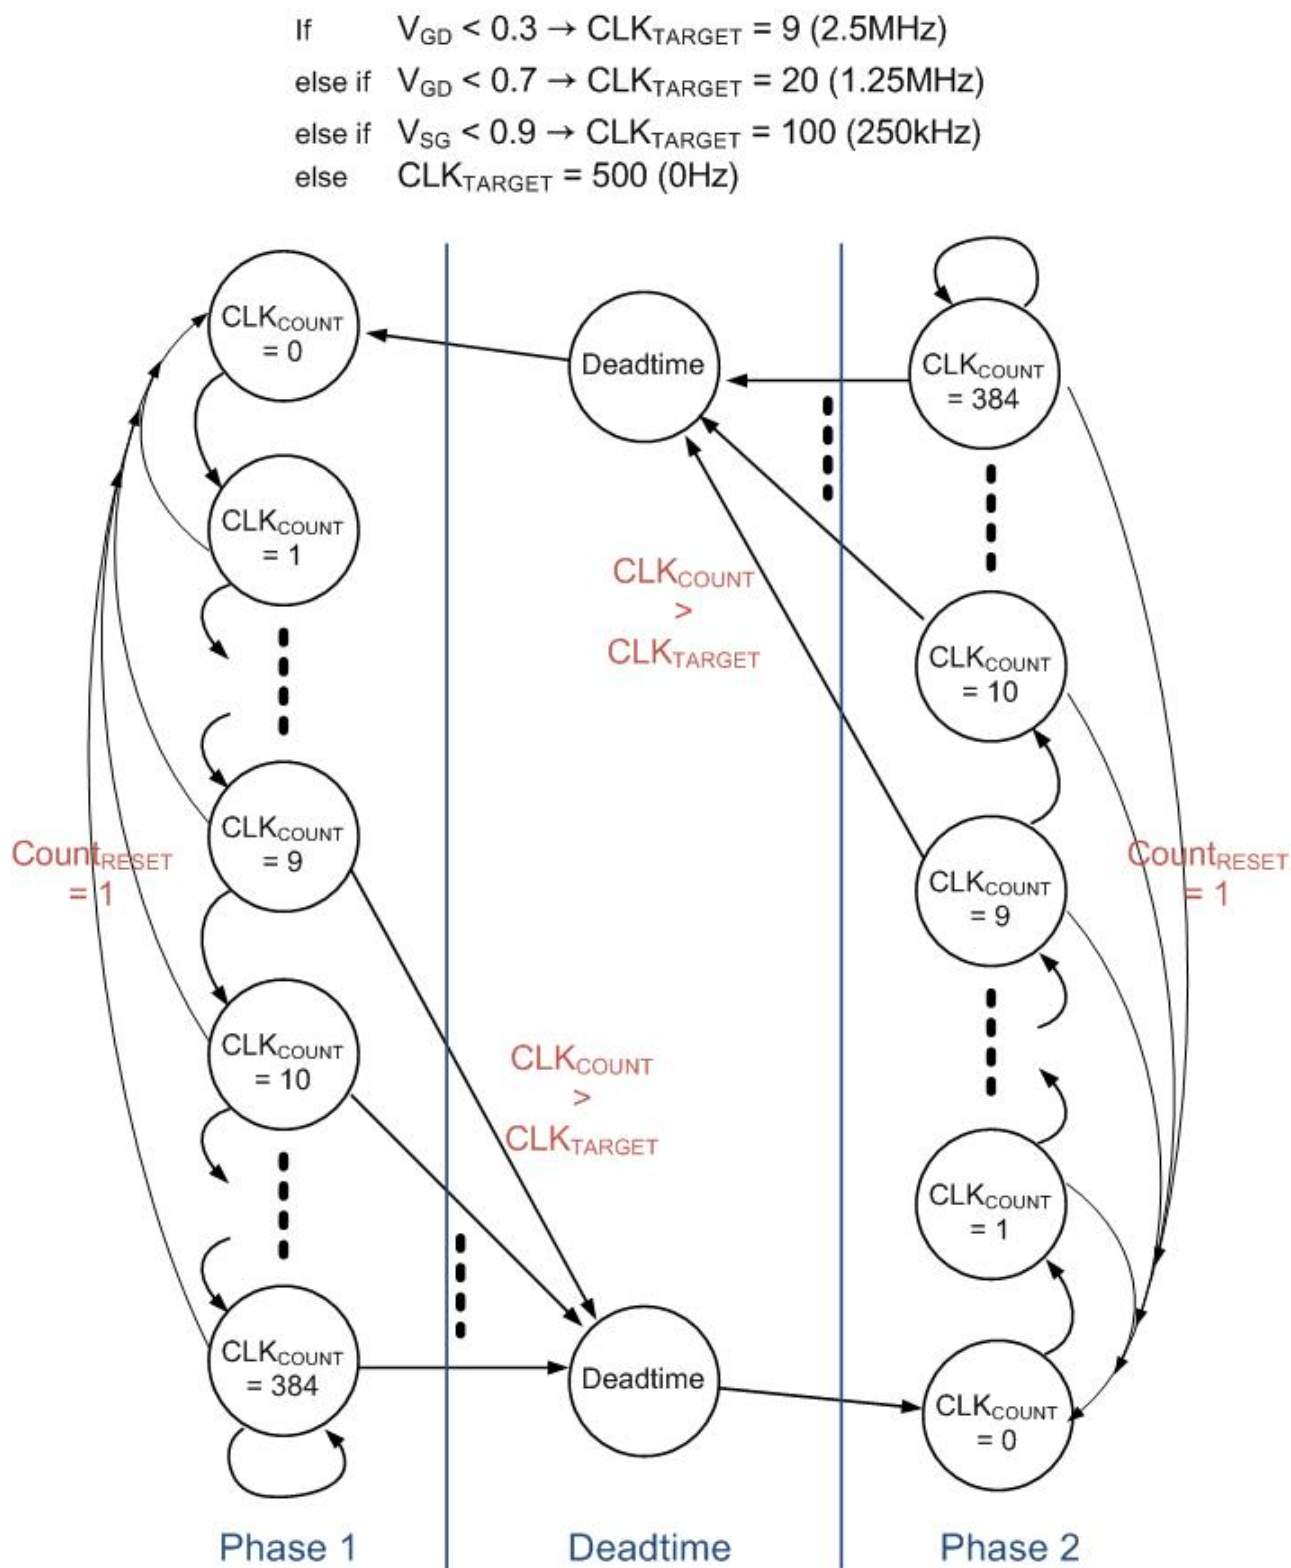 If V_GD < 0.3 → CLK_TARGET = 9 (2.5MHz)
else if V_GD < 0.7 → CLK_TARGET = 20 (1.25MHz)
else if V_SG < 0.9 → CLK_TARGET = 100 (250kHz)
else CLK_TARGET = 500 (0Hz)
CLK_COUNT
= 0
CLK_COUNT
= 1
CLK_COUNT
= 9
CLK_COUNT
= 10
CLK_COUNT
= 384
Count_RESET
= 1
Phase 1
Deadtime
CLK_COUNT
>
CLK_TARGET
CLK_COUNT
>
CLK_TARGET
Deadtime
Deadtime
CLK_COUNT
= 384
CLK_COUNT
= 10
CLK_COUNT
= 9
CLK_COUNT
= 1
CLK_COUNT
= 0
Count_RESET
= 1
Phase 2